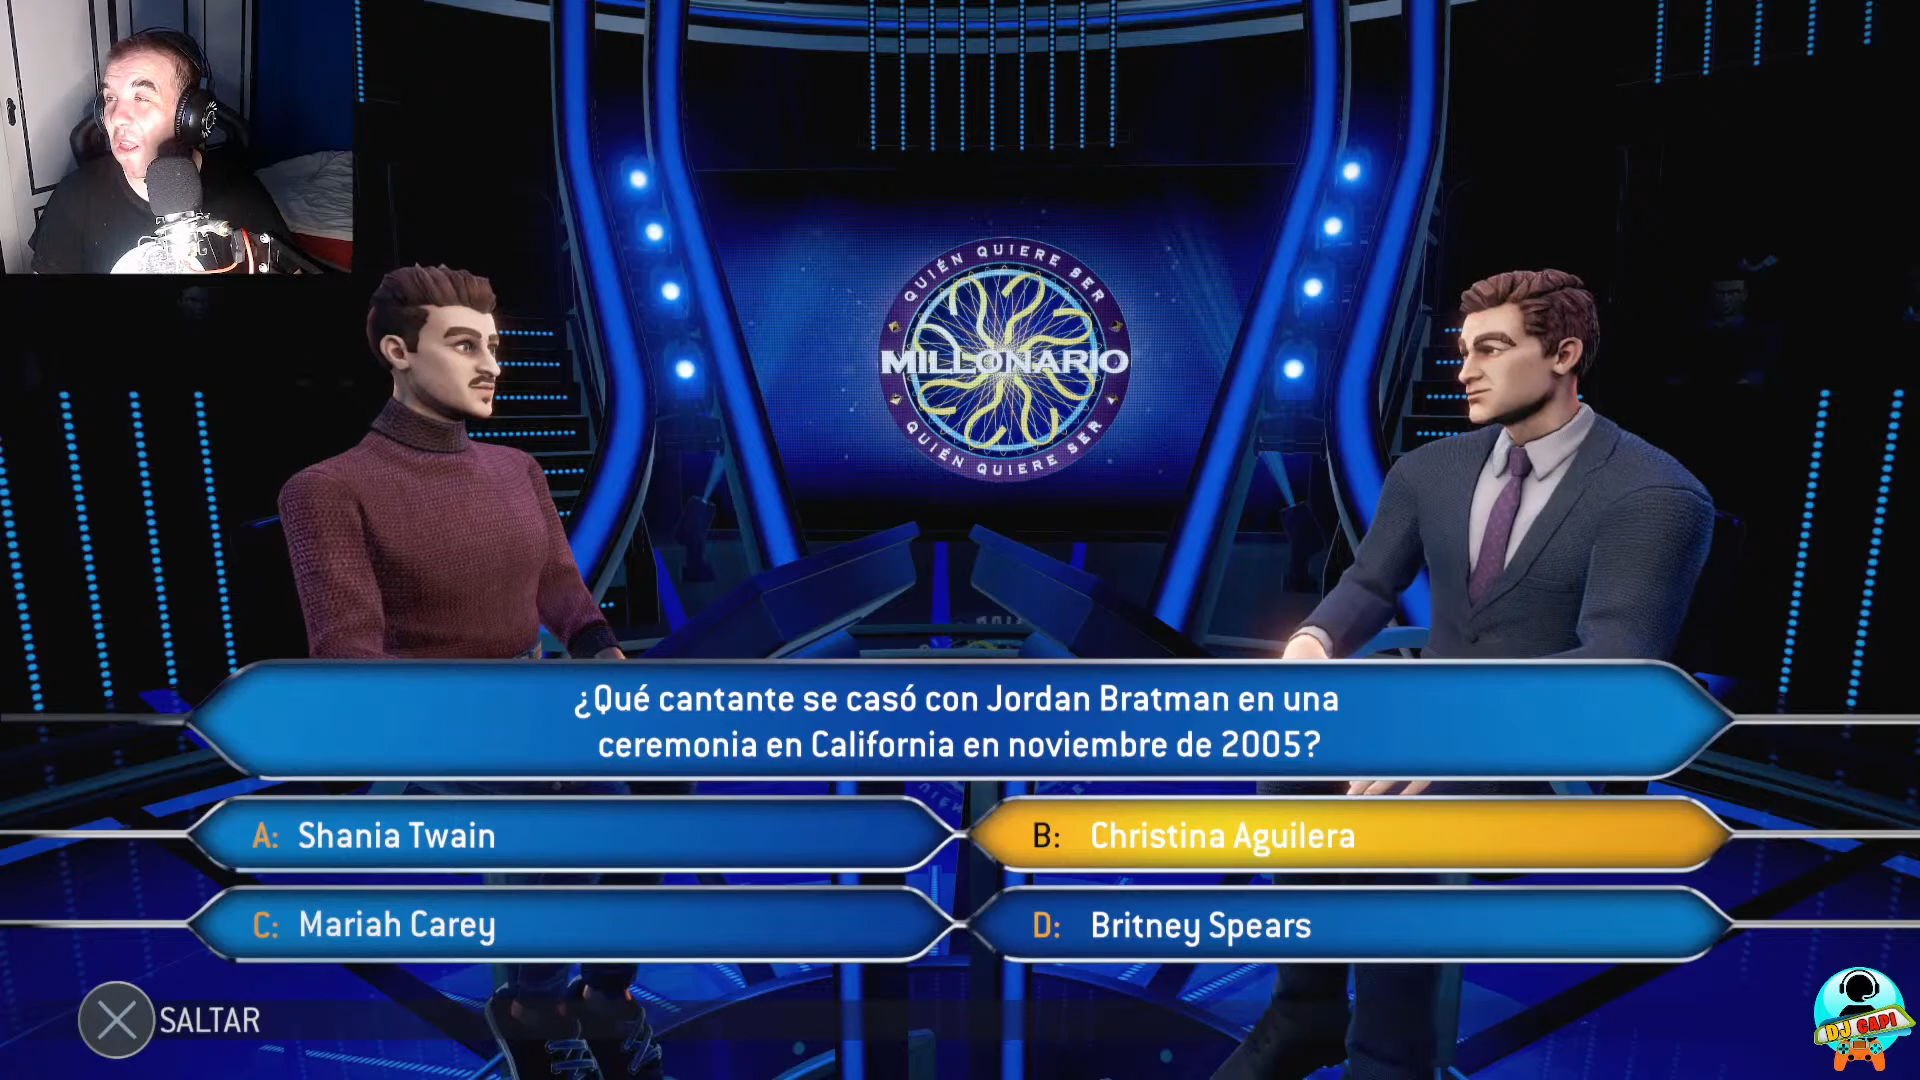 QUIÉN QUIERE SER
MILLONARIO
QUIÉN QUIERE SER
¿Qué cantante se casó con Jordan Bratman en una
ceremonia en California en noviembre de 2005?
A: Shania Twain
B: Christina Aguilera
C: Mariah Carey
D: Britney Spears
SALTAR
DJ CAPI